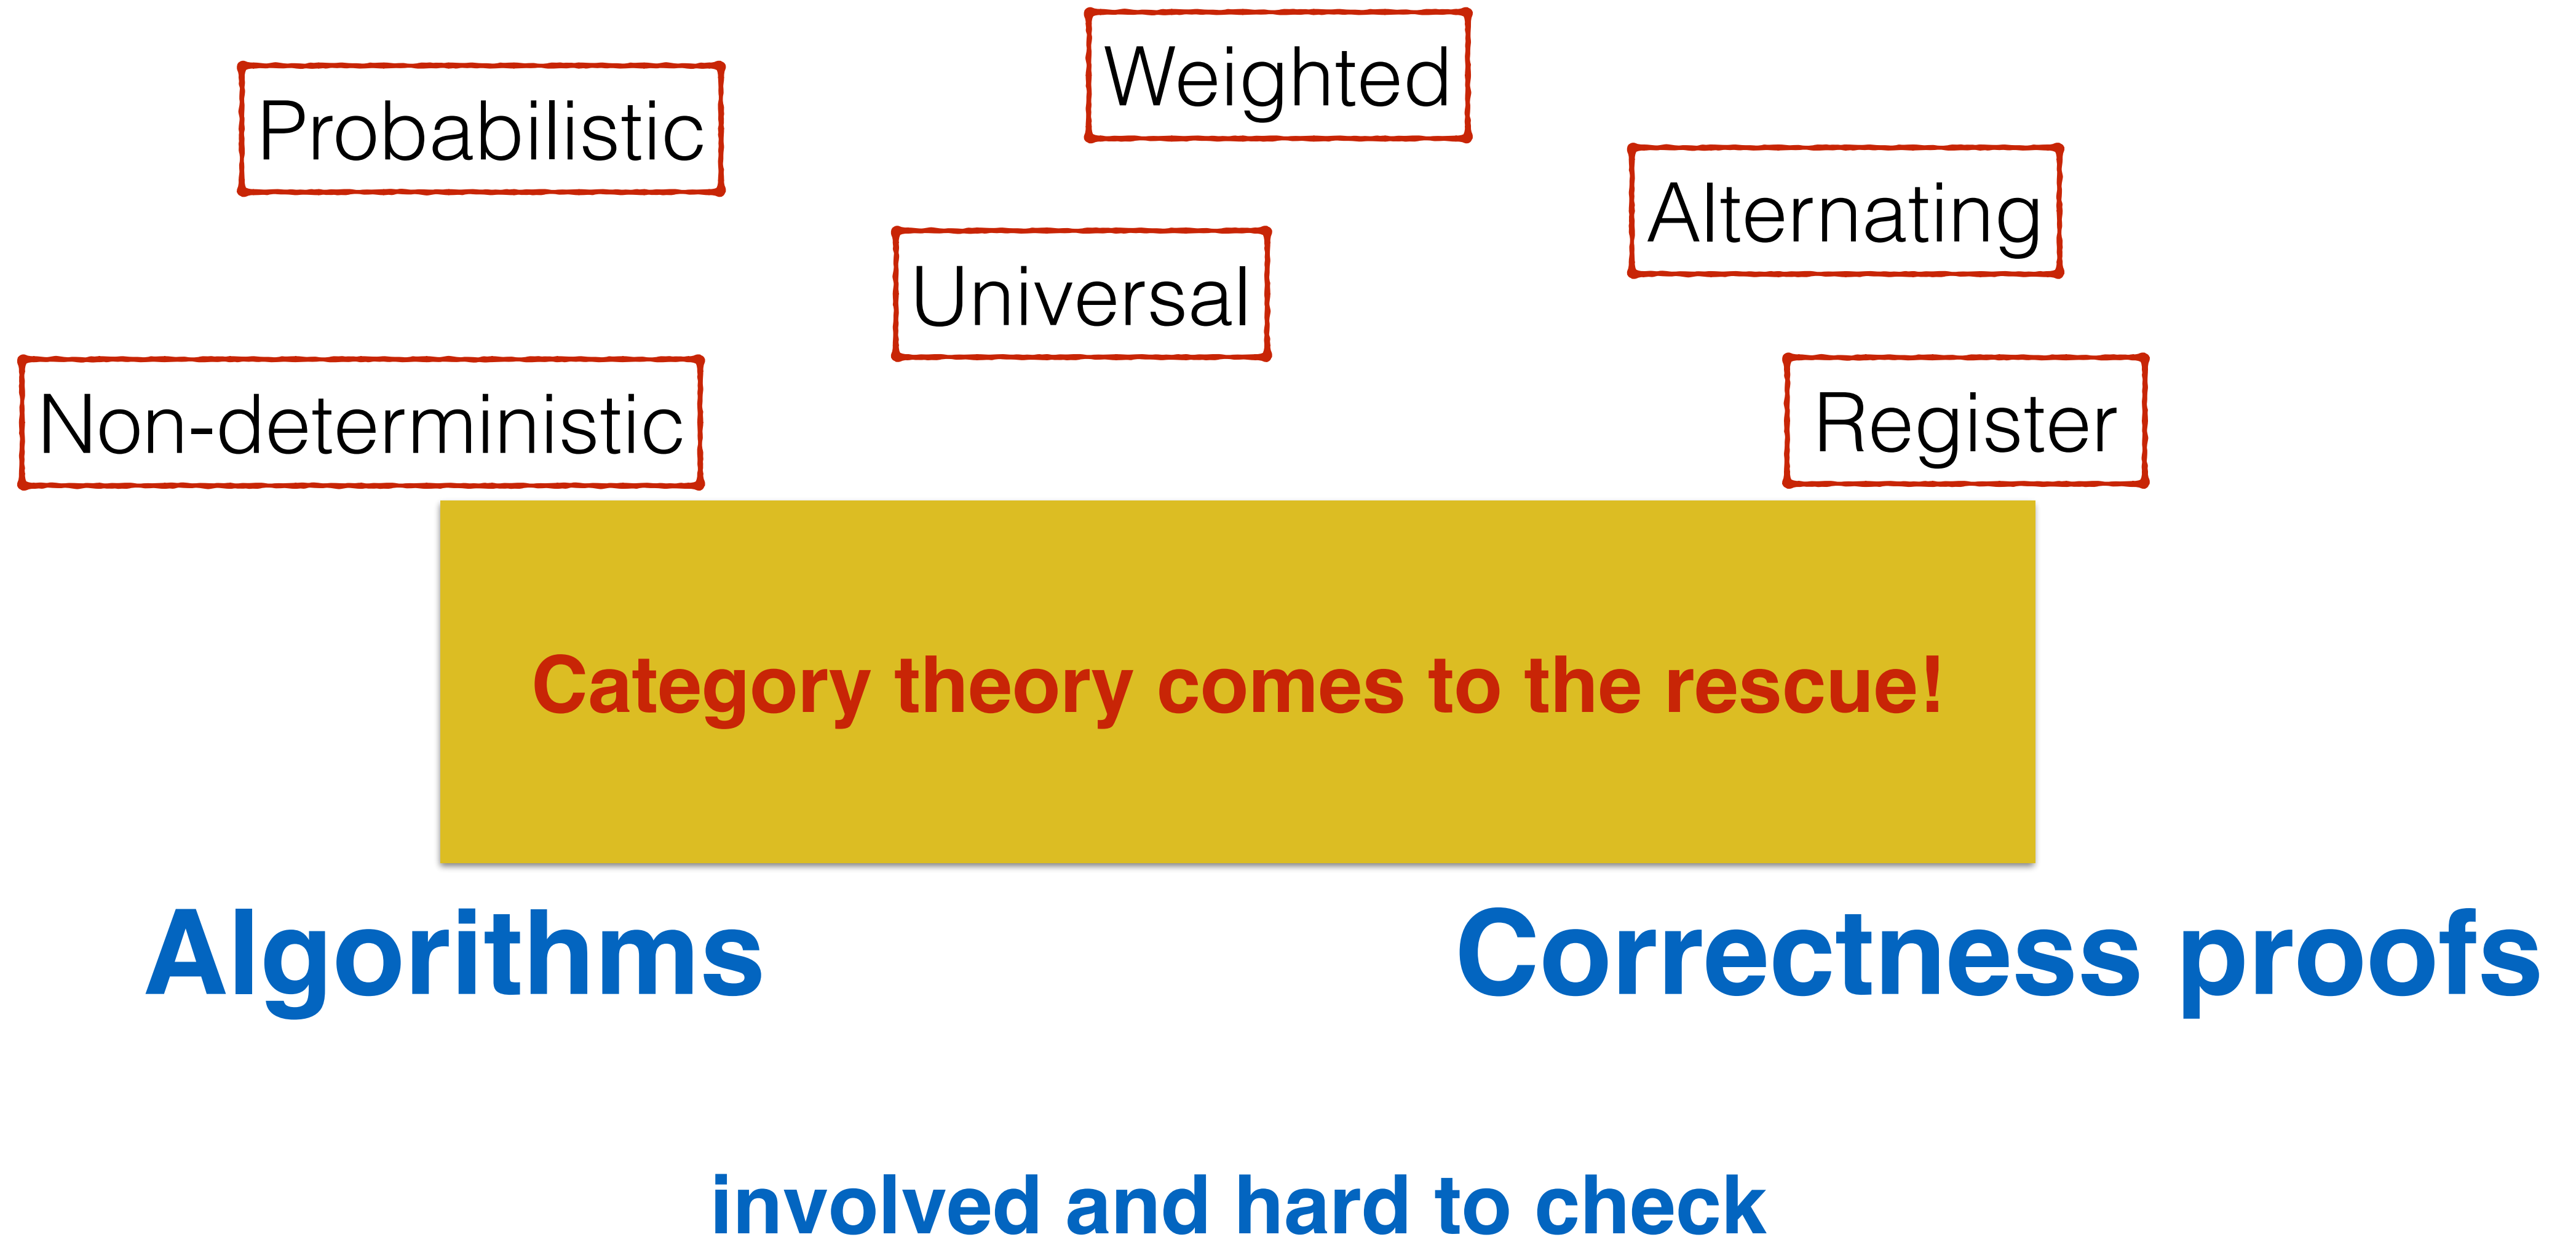 Weighted
Probabilistic
Alternating
Universal
Non-deterministic
Register
Category theory comes to the rescue!
Algorithms
Correctness proofs
involved and hard to check